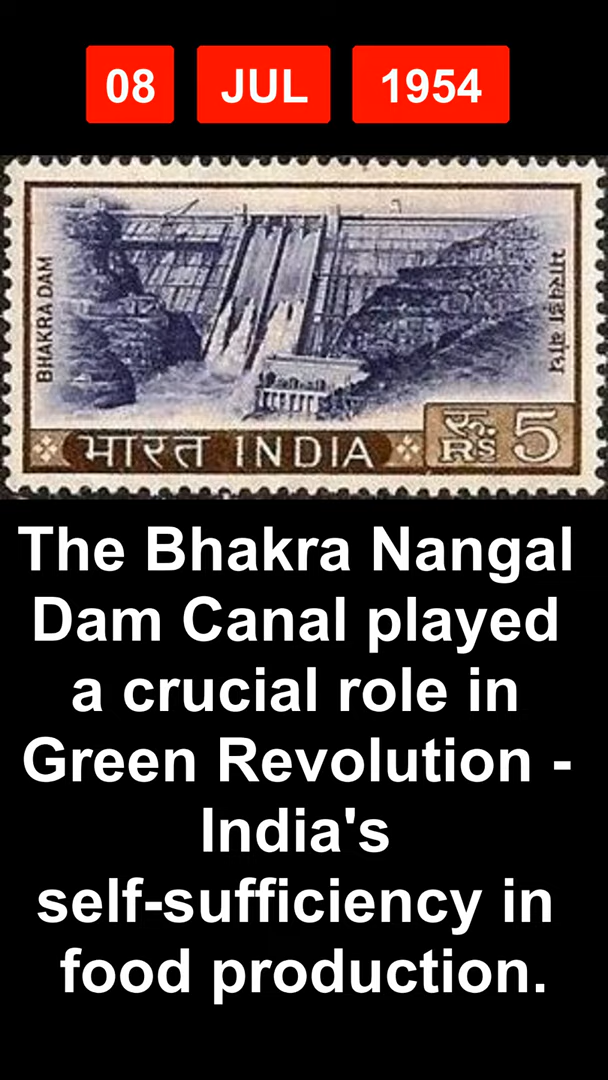 08 JUL 1954
BHAKRA DAM
भाखड़ा बांध
भारत INDIA
रु. 5
RS
The Bhakra Nangal
Dam Canal played
a crucial role in
Green Revolution -
India's
self-sufficiency in
food production.